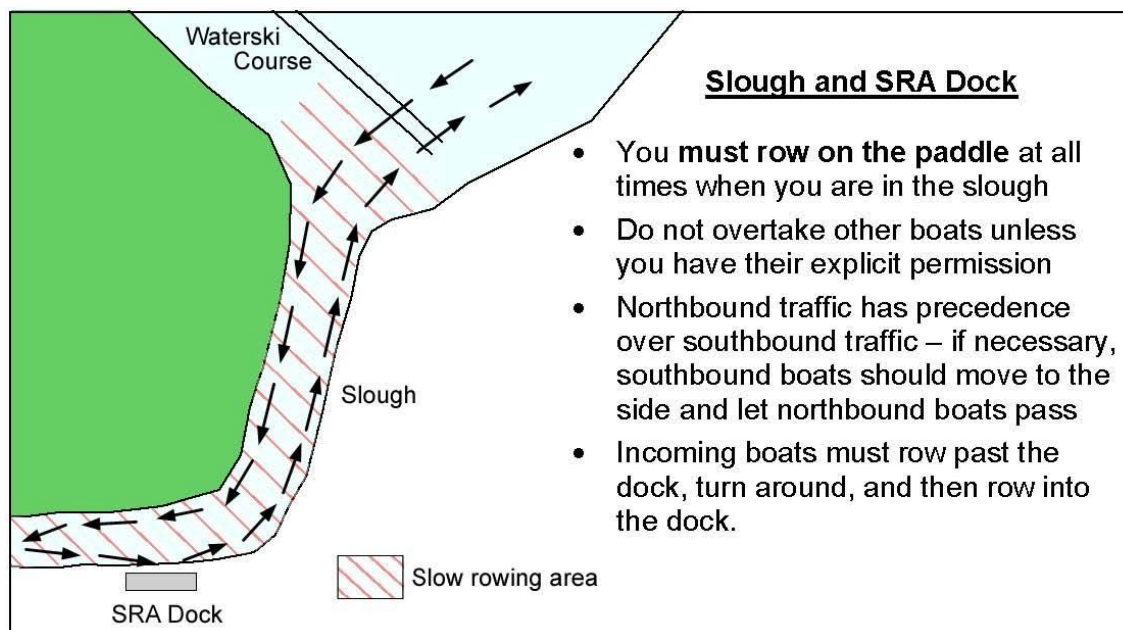 Waterski
Course
Slough
Slow rowing area
SRA Dock
Slough and SRA Dock
• You must row on the paddle at all
times when you are in the slough
• Do not overtake other boats unless
you have their explicit permission
• Northbound traffic has precedence
over southbound traffic – if necessary,
southbound boats should move to the
side and let northbound boats pass
• Incoming boats must row past the
dock, turn around, and then row into
the dock.